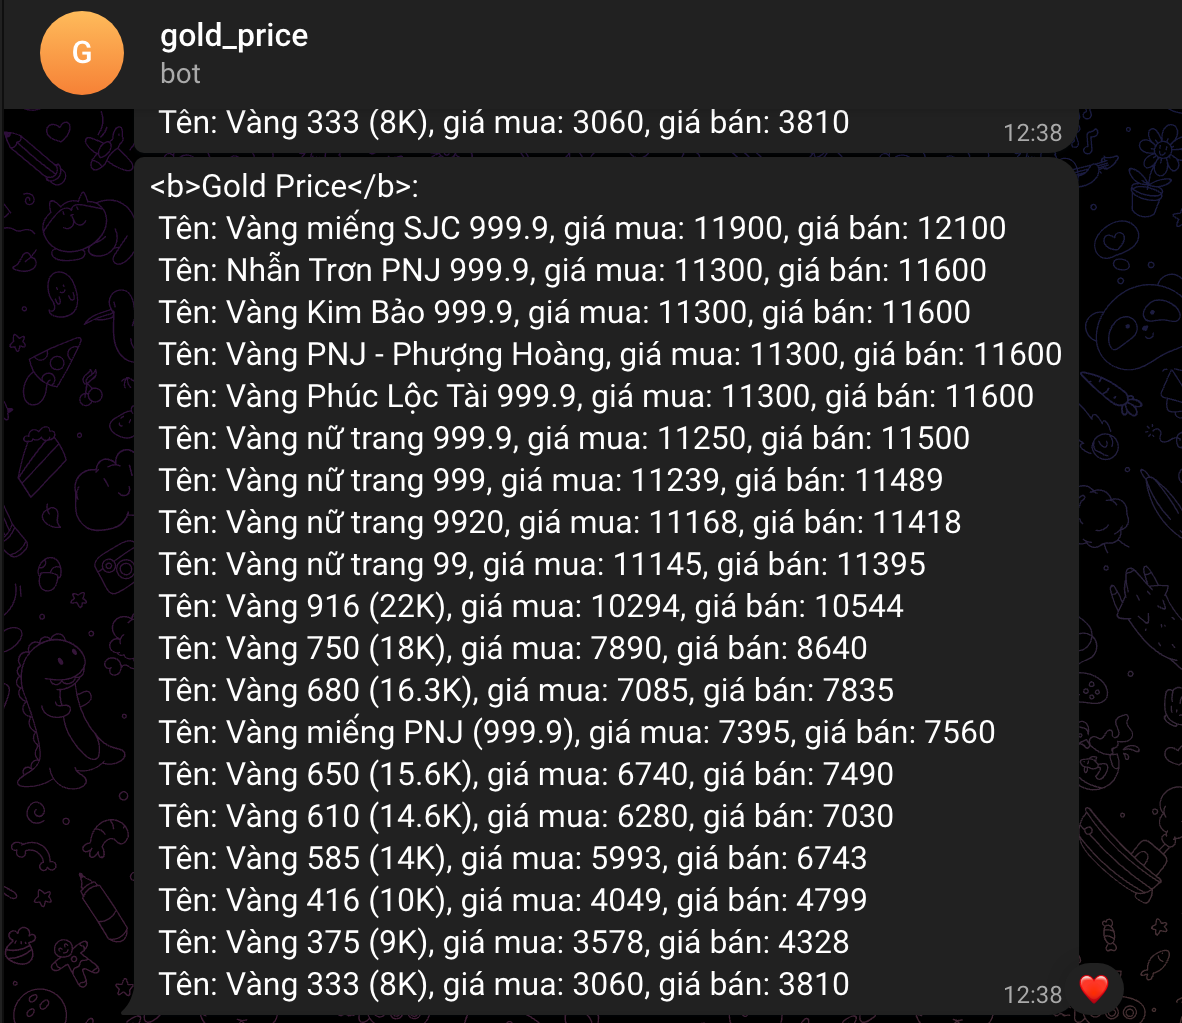 G
gold_price
bot
Tên: Vàng 333 (8K), giá mua: 3060, giá bán: 3810
12:38
<b>Gold Price</b>:
Tên: Vàng miếng SJC 999.9, giá mua: 11900, giá bán: 12100
Tên: Nhẫn Trơn PNJ 999.9, giá mua: 11300, giá bán: 11600
Tên: Vàng Kim Bảo 999.9, giá mua: 11300, giá bán: 11600
Tên: Vàng PNJ - Phượng Hoàng, giá mua: 11300, giá bán: 11600
Tên: Vàng Phúc Lộc Tài 999.9, giá mua: 11300, giá bán: 11600
Tên: Vàng nữ trang 999.9, giá mua: 11250, giá bán: 11500
Tên: Vàng nữ trang 999, giá mua: 11239, giá bán: 11489
Tên: Vàng nữ trang 9920, giá mua: 11168, giá bán: 11418
Tên: Vàng nữ trang 99, giá mua: 11145, giá bán: 11395
Tên: Vàng 916 (22K), giá mua: 10294, giá bán: 10544
Tên: Vàng 750 (18K), giá mua: 7890, giá bán: 8640
Tên: Vàng 680 (16.3K), giá mua: 7085, giá bán: 7835
Tên: Vàng miếng PNJ (999.9), giá mua: 7395, giá bán: 7560
Tên: Vàng 650 (15.6K), giá mua: 6740, giá bán: 7490
Tên: Vàng 610 (14.6K), giá mua: 6280, giá bán: 7030
Tên: Vàng 585 (14K), giá mua: 5993, giá bán: 6743
Tên: Vàng 416 (10K), giá mua: 4049, giá bán: 4799
Tên: Vàng 375 (9K), giá mua: 3578, giá bán: 4328
Tên: Vàng 333 (8K), giá mua: 3060, giá bán: 3810
12:38